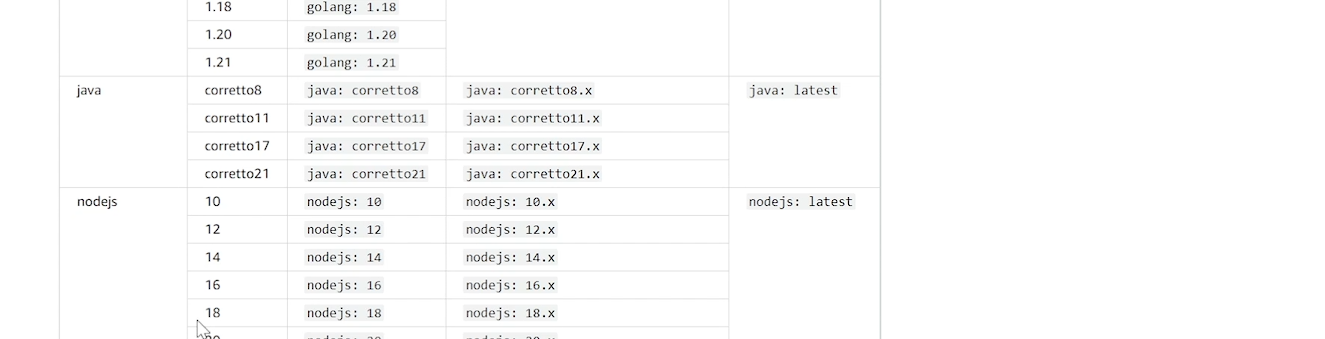 1.18 golang: 1.18
1.20 golang: 1.20
1.21 golang: 1.21
java corretto8 java: corretto8 java: corretto8.x java: latest
corretto11 java: corretto11 java: corretto11.x
corretto17 java: corretto17 java: corretto17.x
corretto21 java: corretto21 java: corretto21.x
nodejs 10 nodejs: 10 nodejs: 10.x nodejs: latest
12 nodejs: 12 nodejs: 12.x
14 nodejs: 14 nodejs: 14.x
16 nodejs: 16 nodejs: 16.x
18 nodejs: 18 nodejs: 18.x